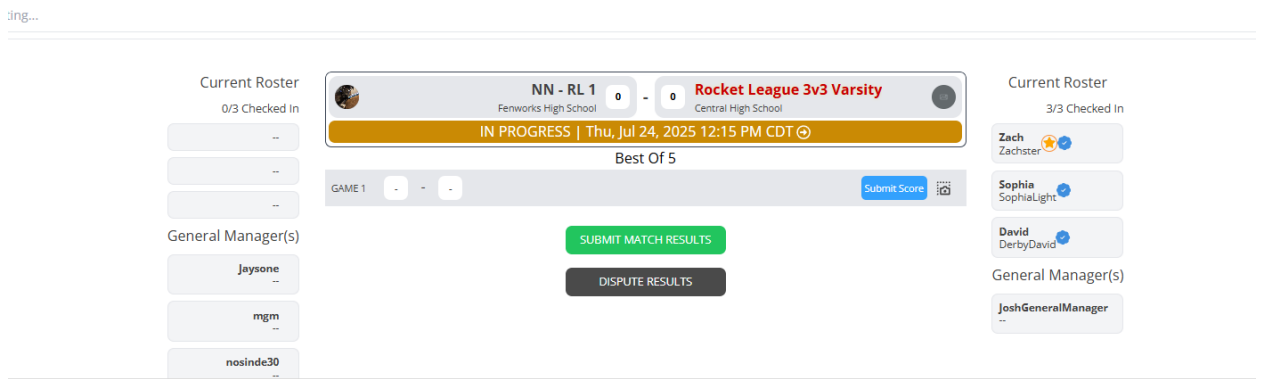 Current Roster
0/3 Checked In
--
--
--
General Manager(s)
Jaysone
--
mgm
--
nosinde30
--
NN - RL 1
Fenworks High School
0 - 0
Rocket League 3v3 Varsity
Central High School
IN PROGRESS | Thu, Jul 24, 2025 12:15 PM CDT
Best Of 5
GAME 1 - - - Submit Score
SUBMIT MATCH RESULTS
DISPUTE RESULTS
Current Roster
3/3 Checked In
Zach
Zachster
Sophia
SophiaLight
David
DerbyDavid
General Manager(s)
JoshGeneralManager
--